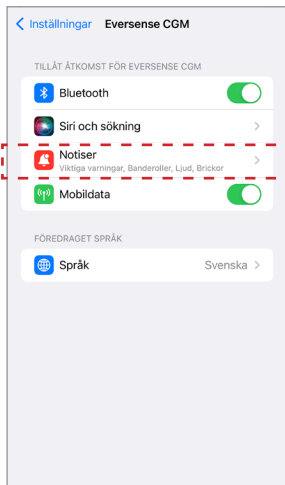 Inställningar Eversense CGM
TILLÅT ÅTKOMST FÖR EVERSENSE CGM
Bluetooth
Siri och sökning
Notiser
Viktiga varningar, Banderoller, Ljud, Brickor
Mobildata
FÖREDRAGET SPRÅK
Språk Svenska